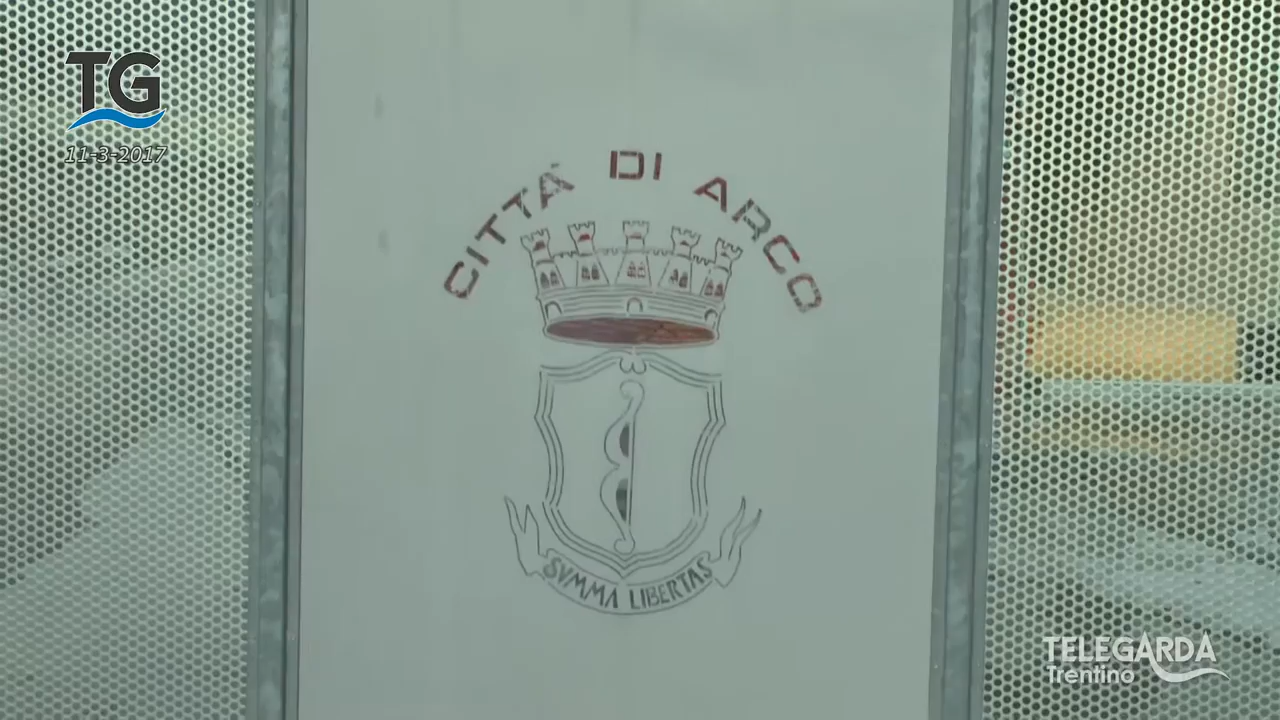 TG
11-3-2017
CITTÀ DI ARCO
SVMMA LIBERTAS
TELEGARDA
Trentino